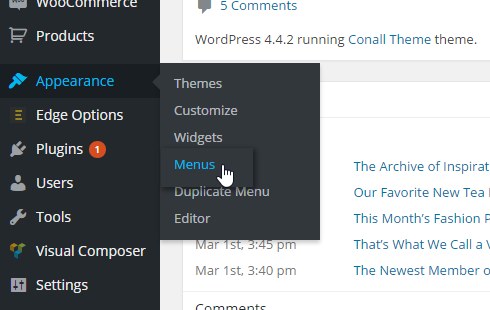 WooCommerce
Products
Appearance
Edge Options
Plugins 1
Users
Tools
Visual Composer
Settings
Themes
Customize
Widgets
Menus
Duplicate Menu
Editor
5 Comments
WordPress 4.4.2 running Conall Theme theme.
The Archive of Inspirat
Our Favorite New Tea
This Month's Fashion
Mar 1st, 3:45 pm That's What We Call a
Mar 1st, 3:40 pm The Newest Member o
Comments